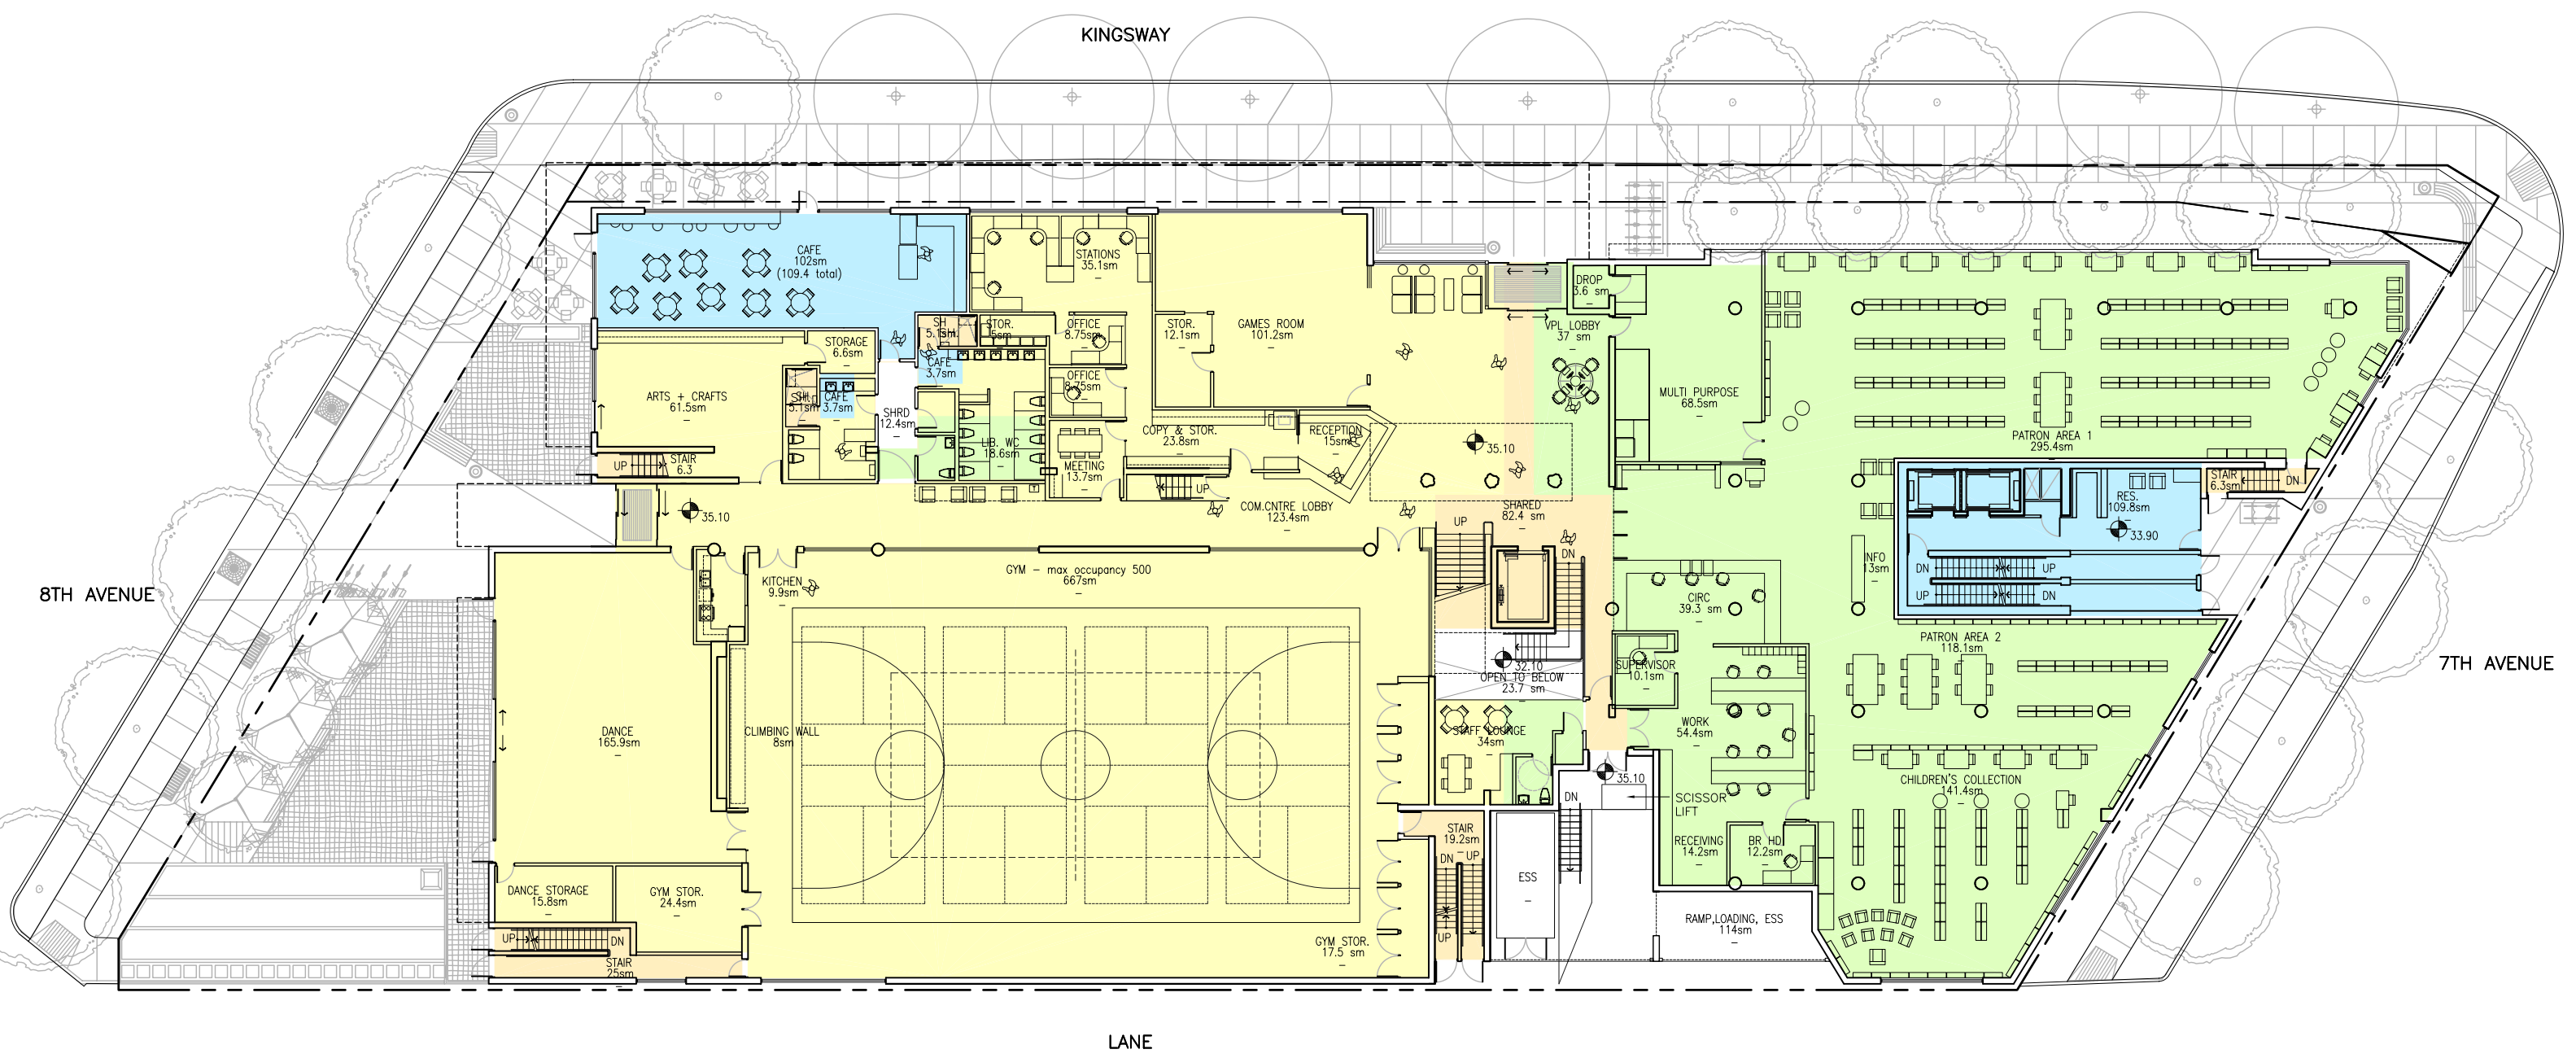 KINGSWAY
CAFE
102sm
(109.4 total)
STATIONS
35.1sm
DROP
3.6 sm
SH.
5.1sm
STOR.
5sm
OFFICE
8.75sm
STOR.
12.1sm
GAMES ROOM
101.2sm
VPL LOBBY
37 sm
STORAGE
6.6sm
CAFE
3.7sm
OFFICE
8.75sm
ARTS + CRAFTS
61.5sm
SH.
5.1sm
CAFE
3.7sm
SHRD
12.4sm
MULTI PURPOSE
68.5sm
COPY & STOR.
23.8sm
RECEPTION
15sm
LIB. WC
18.6sm
35.10
PATRON AREA 1
295.4sm
UP
STAIR
6.3
MEETING
13.7sm
UP
STAIR
6.3sm
DN
RES.
109.8sm
33.90
35.10
COM.CNTRE LOBBY
123.4sm
SHARED
82.4 sm
UP
DN
INFO
13sm
DN
UP
UP
DN
GYM – max occupancy 500
667sm
KITCHEN
9.9sm
8TH AVENUE
CIRC
39.3 sm
PATRON AREA 2
118.1sm
7TH AVENUE
32.10
OPEN TO BELOW
23.7 sm
SUPERVISOR
10.1sm
DANCE
165.9sm
CLIMBING WALL
8sm
STAFF LOUNGE
34sm
WORK
54.4sm
35.10
CHILDREN'S COLLECTION
141.4sm
DN
SCISSOR
LIFT
STAIR
19.2sm
DN
UP
RECEIVING
14.2sm
BR HD.
12.2sm
ESS
DANCE STORAGE
15.8sm
GYM STOR.
24.4sm
RAMP,LOADING, ESS
114sm
UP
DN
UP
GYM STOR.
17.5 sm
STAIR
25sm
LANE